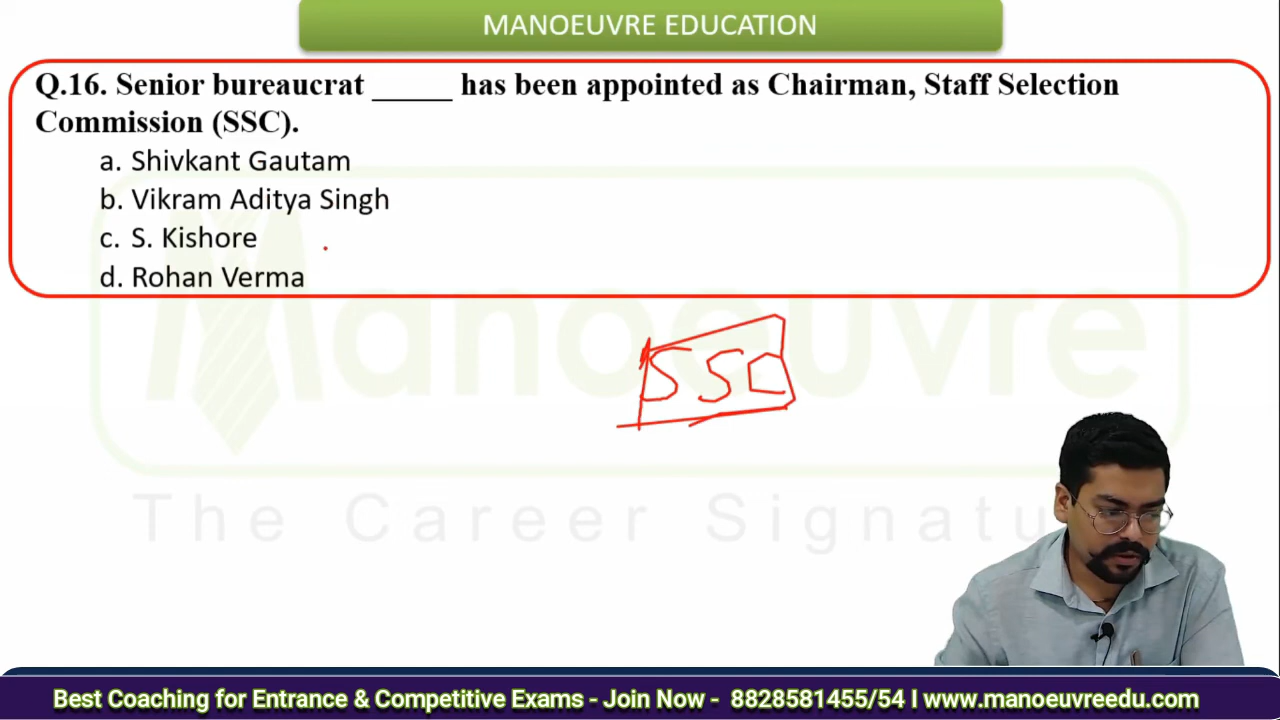 MANOEUVRE EDUCATION
Q.16. Senior bureaucrat _____ has been appointed as Chairman, Staff Selection
Commission (SSC).
a. Shivkant Gautam
b. Vikram Aditya Singh
c. S. Kishore
d. Rohan Verma
Manoeuvre
SSC
The Career Signatu
Best Coaching for Entrance & Competitive Exams - Join Now - 8828581455/54 I www.manoeuvreedu.com